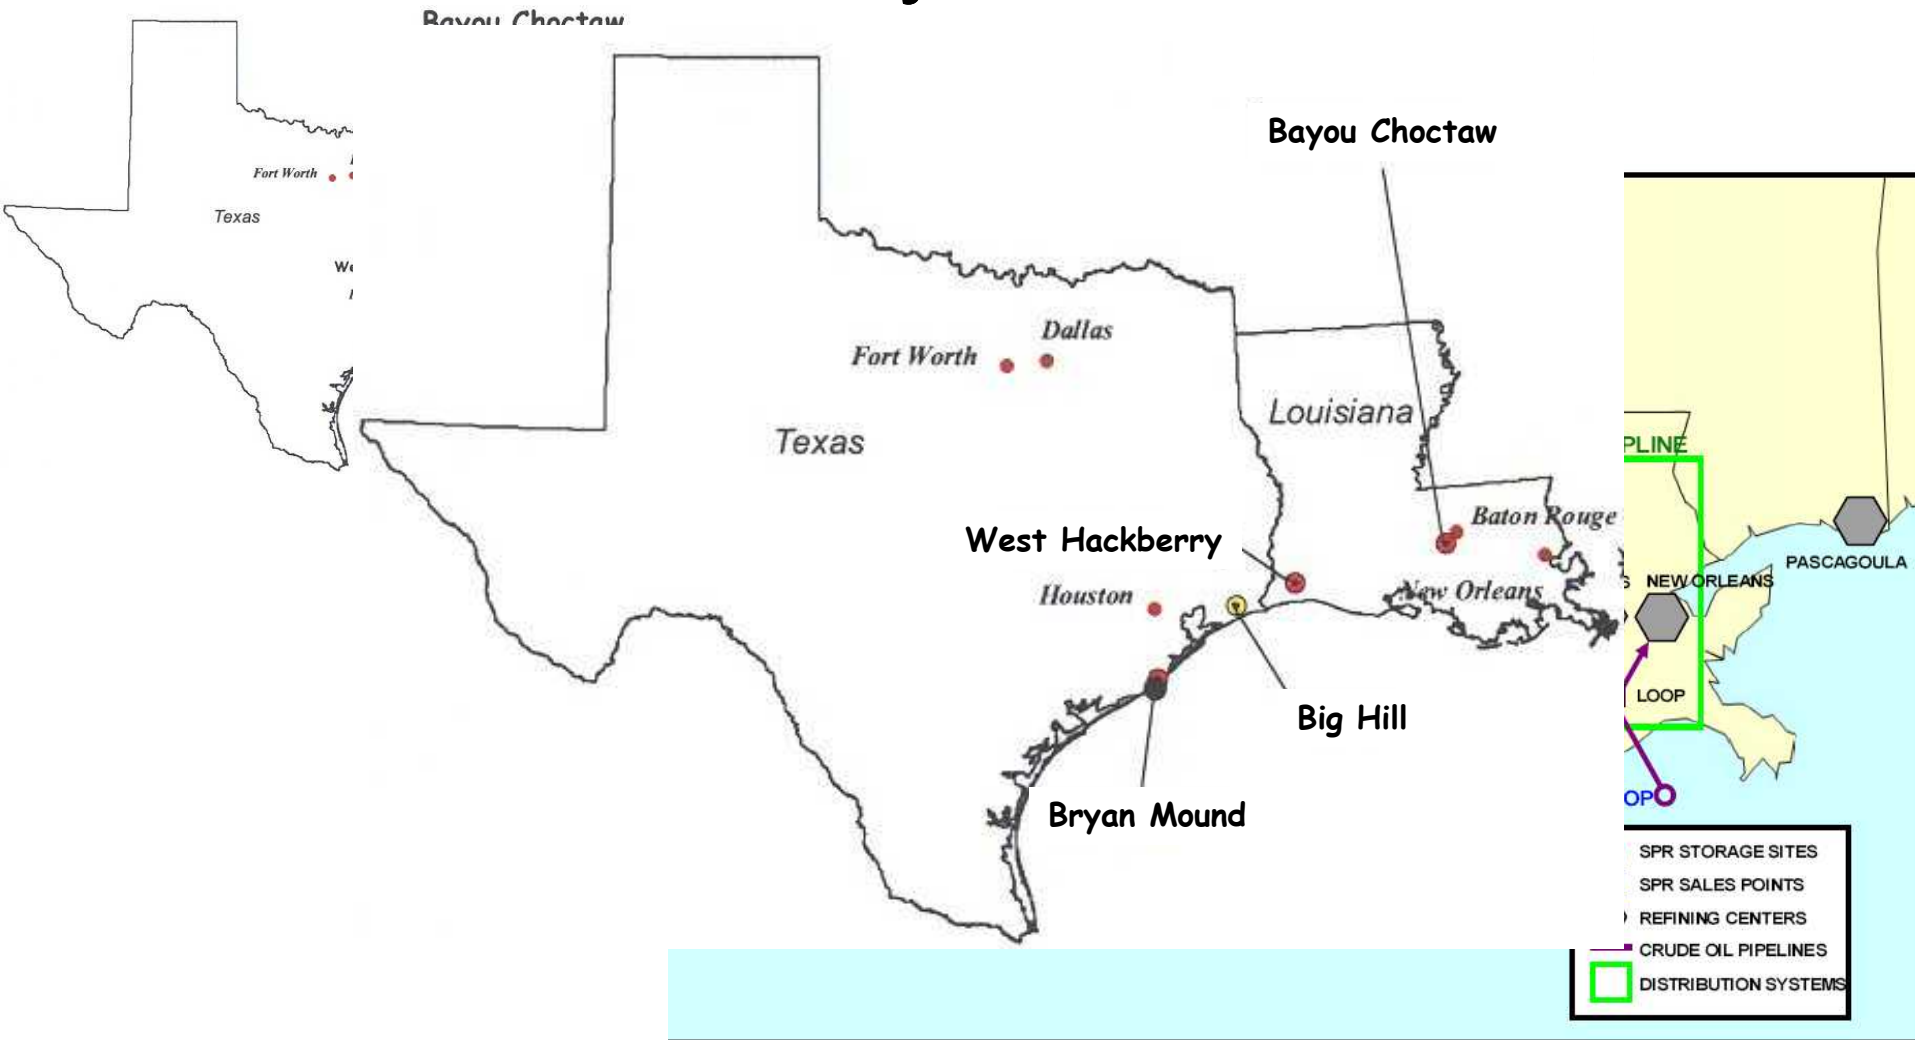 Bayou Choctaw
Bayou Choctaw
Fort Worth
Texas
Dallas
Fort Worth
Louisiana
Texas
PLINE
Baton Rouge
West Hackberry
PASCAGOULA
S NEW ORLEANS
Houston
New Orleans
LOOP
Big Hill
OP
Bryan Mound
SPR STORAGE SITES
SPR SALES POINTS
REFINING CENTERS
CRUDE OIL PIPELINES
DISTRIBUTION SYSTEMS